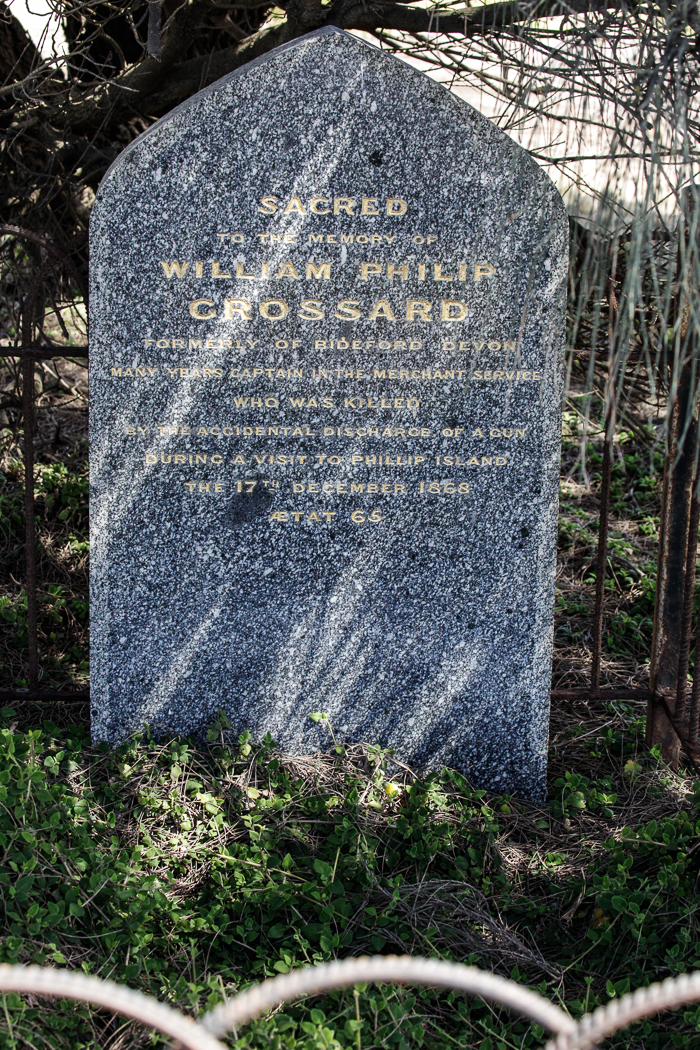 SACRED
TO THE MEMORY OF
WILLIAM PHILIP
CROSSARD
FORMERLY OF BIDEFORD DEVON
MANY YEARS CAPTAIN IN THE MERCHANT SERVICE
WHO WAS KILLED
BY THE ACCIDENTAL DISCHARGE OF A GUN
DURING A VISIT TO PHILLIP ISLAND
THE 17TH DECEMBER 1868
ÆTAT 65